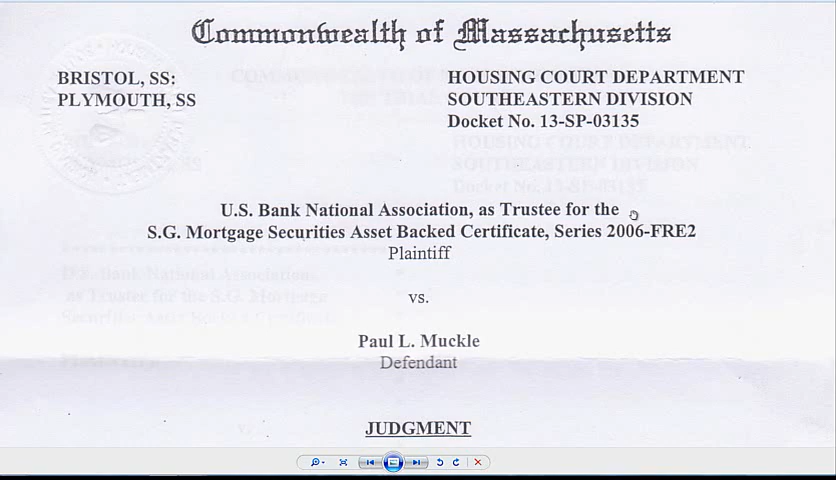 Commonwealth of Massachusetts
BRISTOL, SS:
PLYMOUTH, SS
HOUSING COURT DEPARTMENT
SOUTHEASTERN DIVISION
Docket No. 13-SP-03135
U.S. Bank National Association, as Trustee for the
S.G. Mortgage Securities Asset Backed Certificate, Series 2006-FRE2
Plaintiff
vs.
Paul L. Muckle
Defendant
JUDGMENT